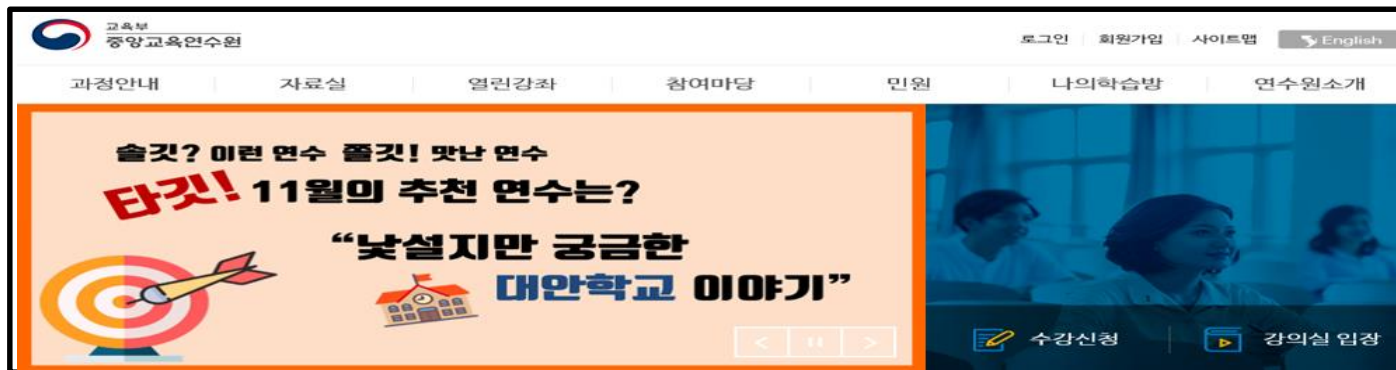 교육부
중앙교육연수원
로그인 회원가입 사이트맵 English
과정안내 자료실 열린강좌 참여마당 민원 나의학습방 연수원소개
솔깃? 이런 연수 쫄깃! 맛난 연수
타깃! 11월의 추천 연수는?
“낯설지만 궁금한
대안학교 이야기”
수강신청 강의실 입장